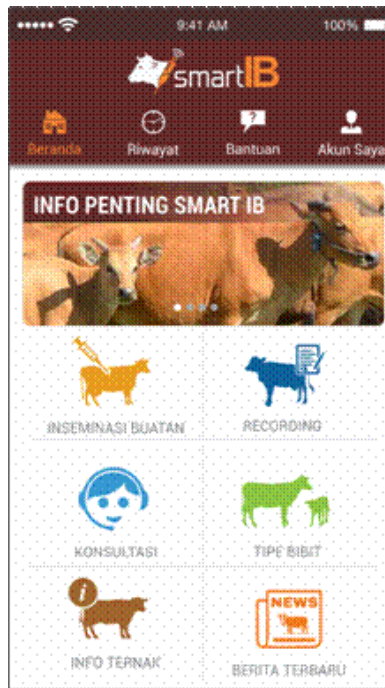 9:41 AM 100%
smartIB
Beranda Riwayat Bantuan Akun Saya
INFO PENTING SMART IB
INSEMINASI BUATAN RECORDING
KONSULTASI TIPE BIBIT
i
NEWS
INFO TERNAK BERITA TERBARU